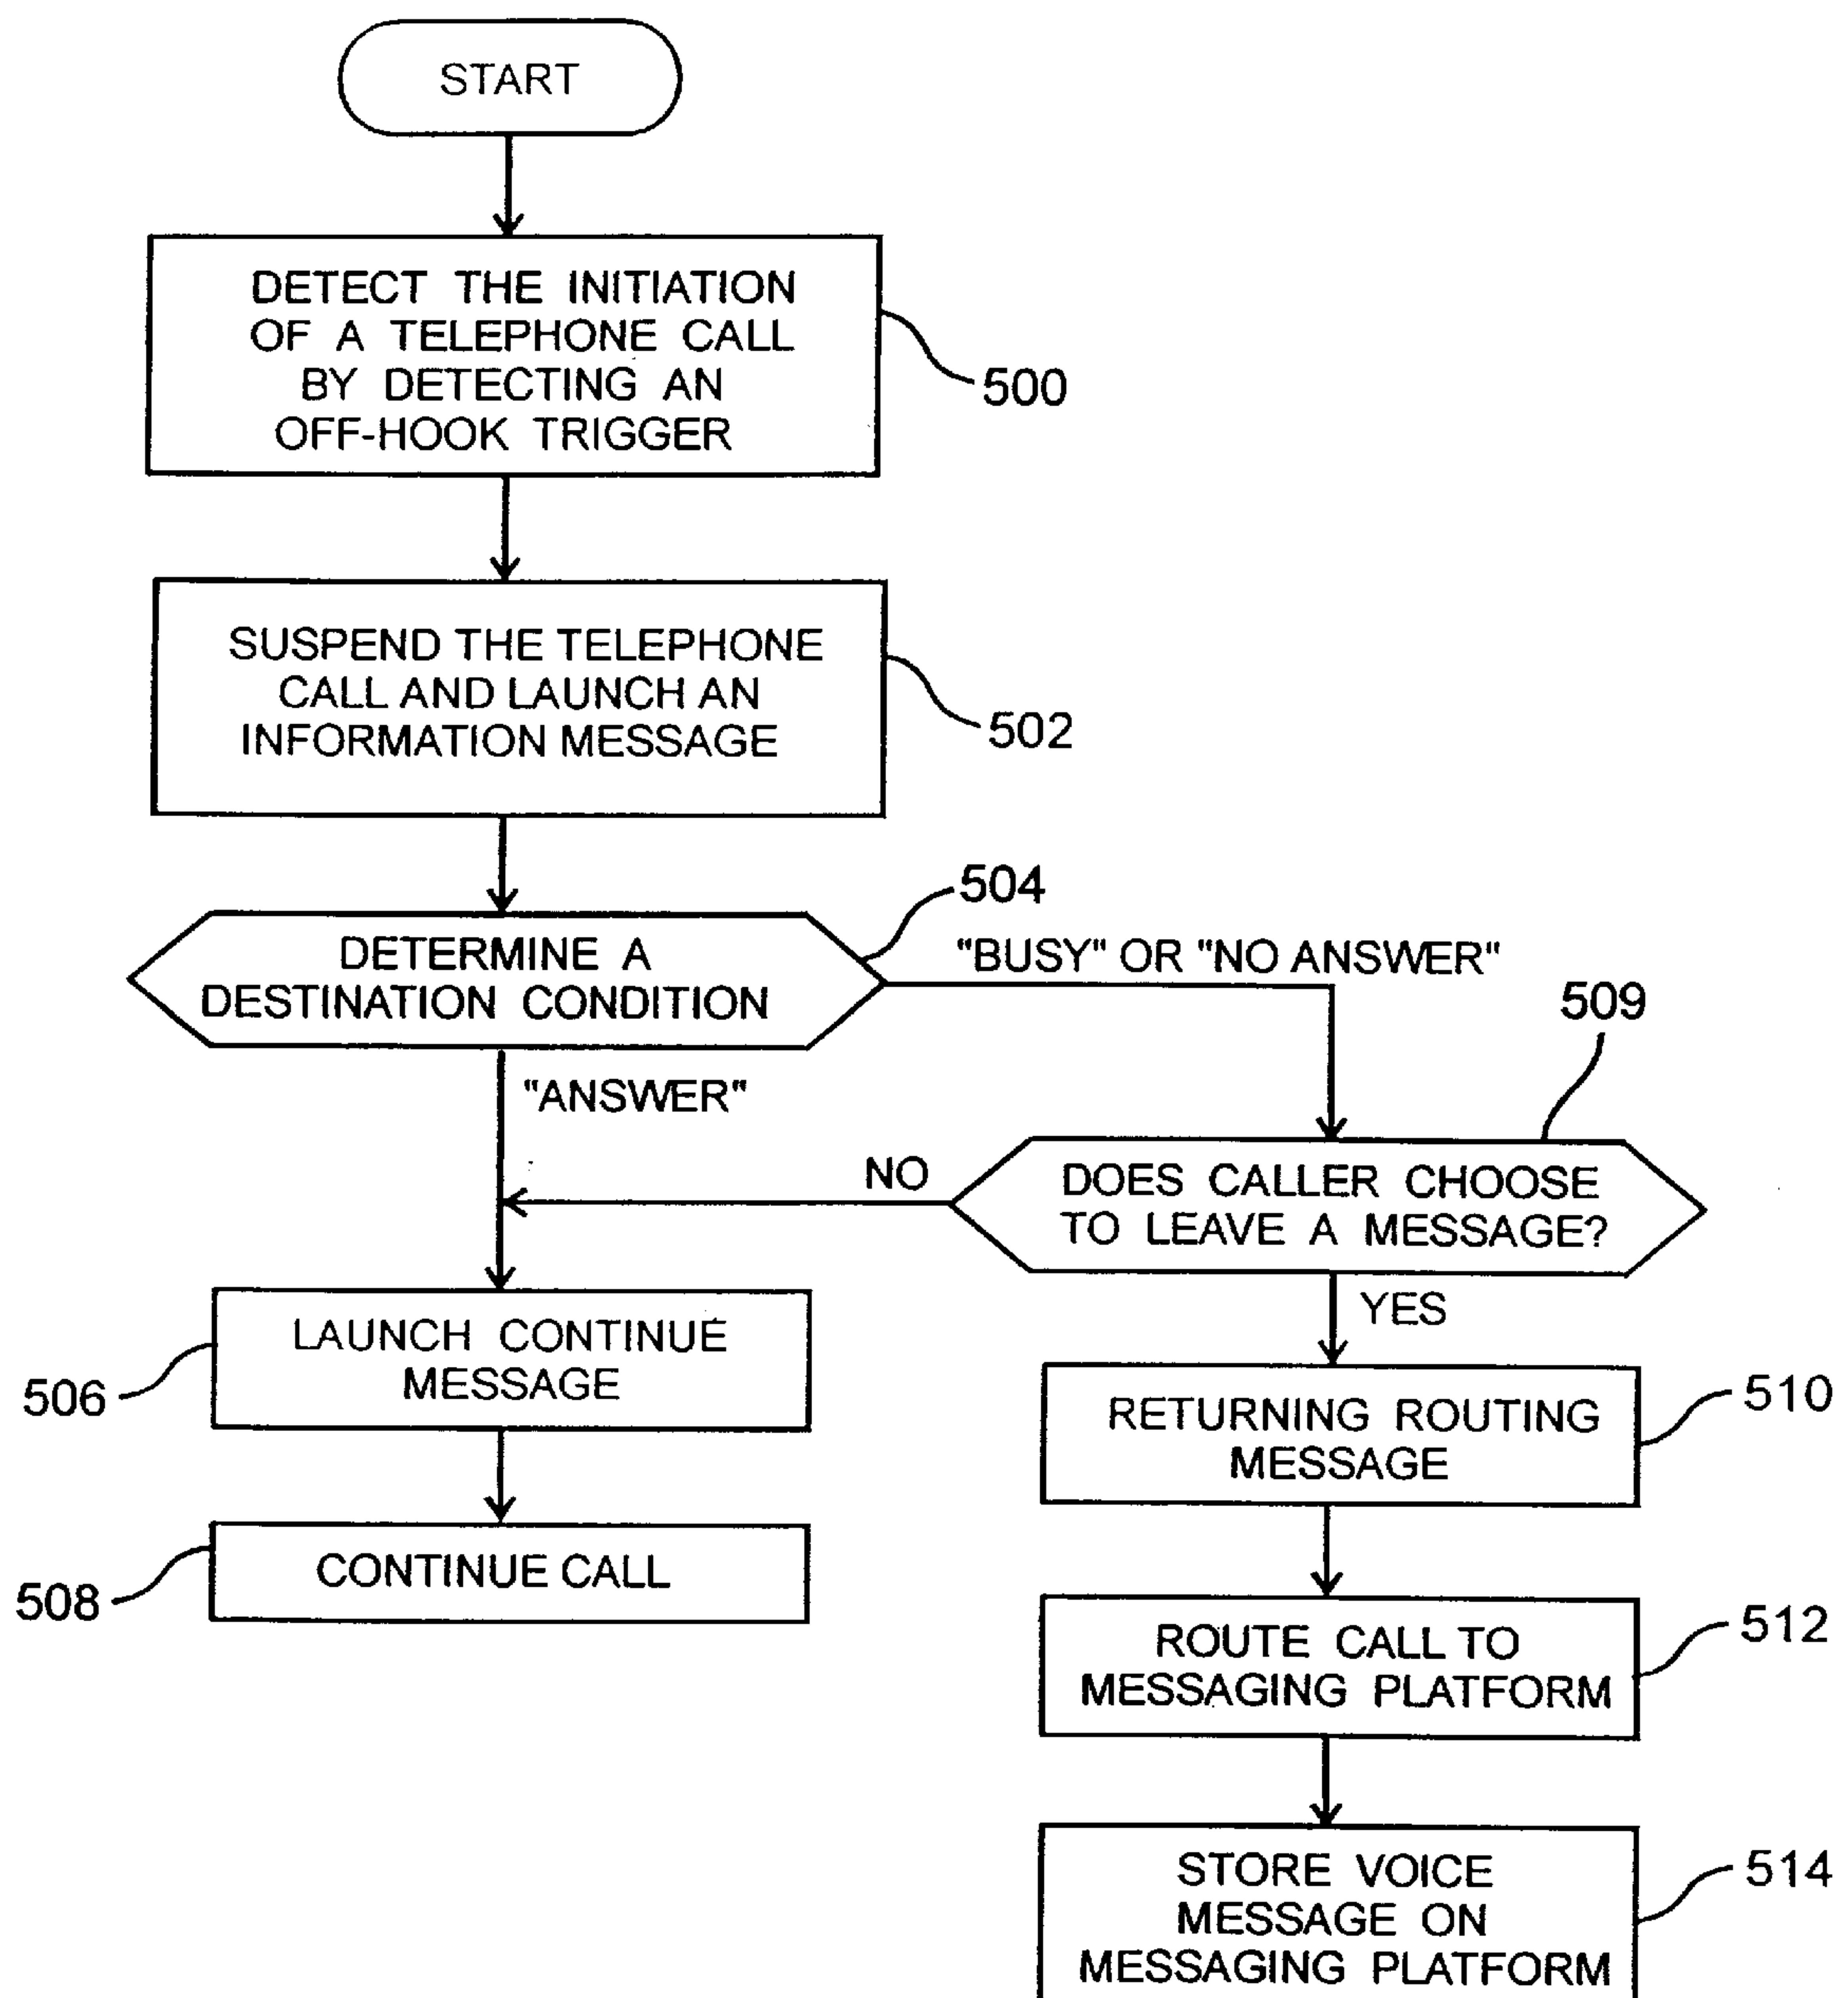 START
DETECT THE INITIATION
OF A TELEPHONE CALL
BY DETECTING AN
OFF-HOOK TRIGGER
500
SUSPEND THE TELEPHONE
CALL AND LAUNCH AN
INFORMATION MESSAGE
502
504
DETERMINE A
DESTINATION CONDITION
"BUSY" OR "NO ANSWER"
509
"ANSWER"
NO
DOES CALLER CHOOSE
TO LEAVE A MESSAGE?
YES
LAUNCH CONTINUE
MESSAGE
506
RETURNING ROUTING
MESSAGE
510
CONTINUE CALL
508
ROUTE CALL TO
MESSAGING PLATFORM
512
STORE VOICE
MESSAGE ON
MESSAGING PLATFORM
514